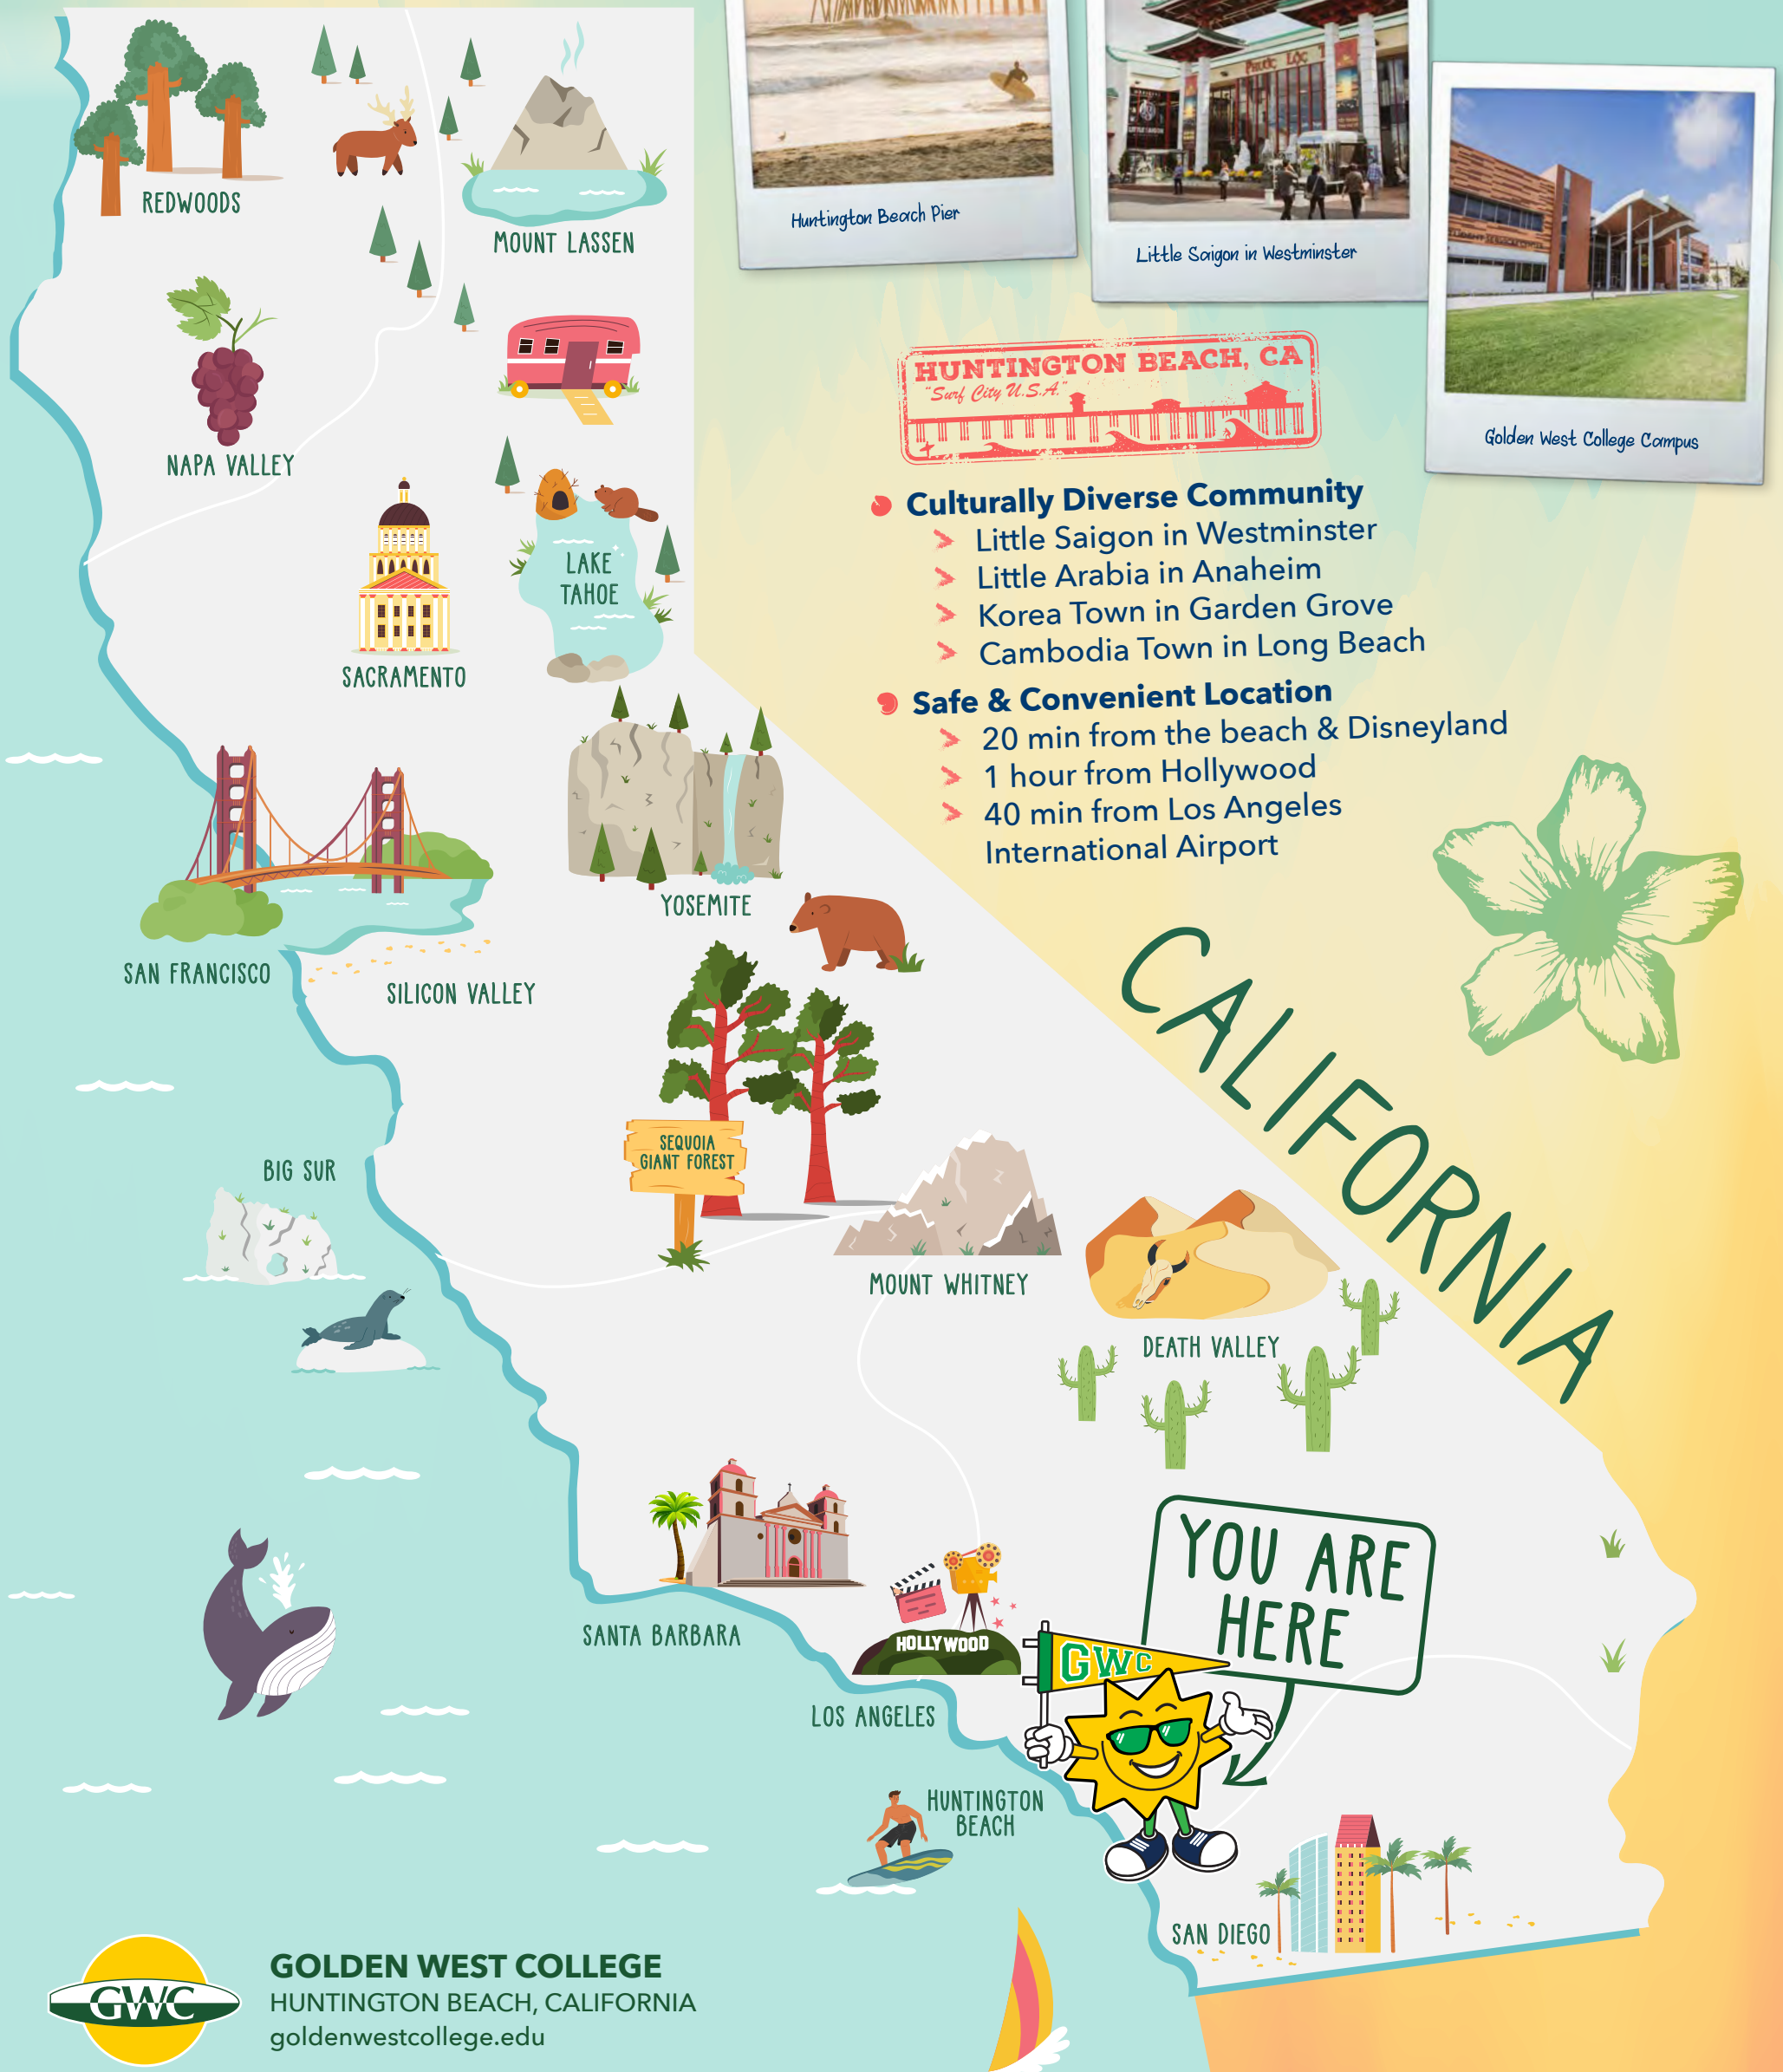 PHUOC LOC T
Huntington Beach Pier
Little Saigon in Westminster
Golden West College Campus
REDWOODS
MOUNT LASSEN
HUNTINGTON BEACH, CA
"Surf City U.S.A."
NAPA VALLEY
Culturally Diverse Community
Little Saigon in Westminster
Little Arabia in Anaheim
Korea Town in Garden Grove
Cambodia Town in Long Beach
Safe & Convenient Location
20 min from the beach & Disneyland
1 hour from Hollywood
40 min from Los Angeles
International Airport
LAKE
TAHOE
SACRAMENTO
YOSEMITE
SAN FRANCISCO
SILICON VALLEY
CALIFORNIA
SEQUOIA
GIANT FOREST
BIG SUR
MOUNT WHITNEY
DEATH VALLEY
YOU ARE
HERE
SANTA BARBARA
HOLLYWOOD
GWC
LOS ANGELES
HUNTINGTON
BEACH
SAN DIEGO
GWC
GOLDEN WEST COLLEGE
HUNTINGTON BEACH, CALIFORNIA
goldenwestcollege.edu